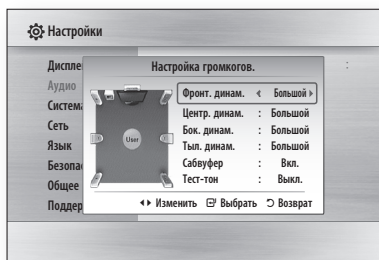 Настройки
Диспле
Аудио
Система
Сеть
Язык
Безопас
Общее
Поддер
Настройка громкогов.
User
Фронт. динам. Большой
Центр. динам. : Большой
Бок. динам. : Большой
Тыл. динам. : Большой
Сабвуфер : Вкл.
Тест-тон : Выкл.
Изменить Выбрать Возврат